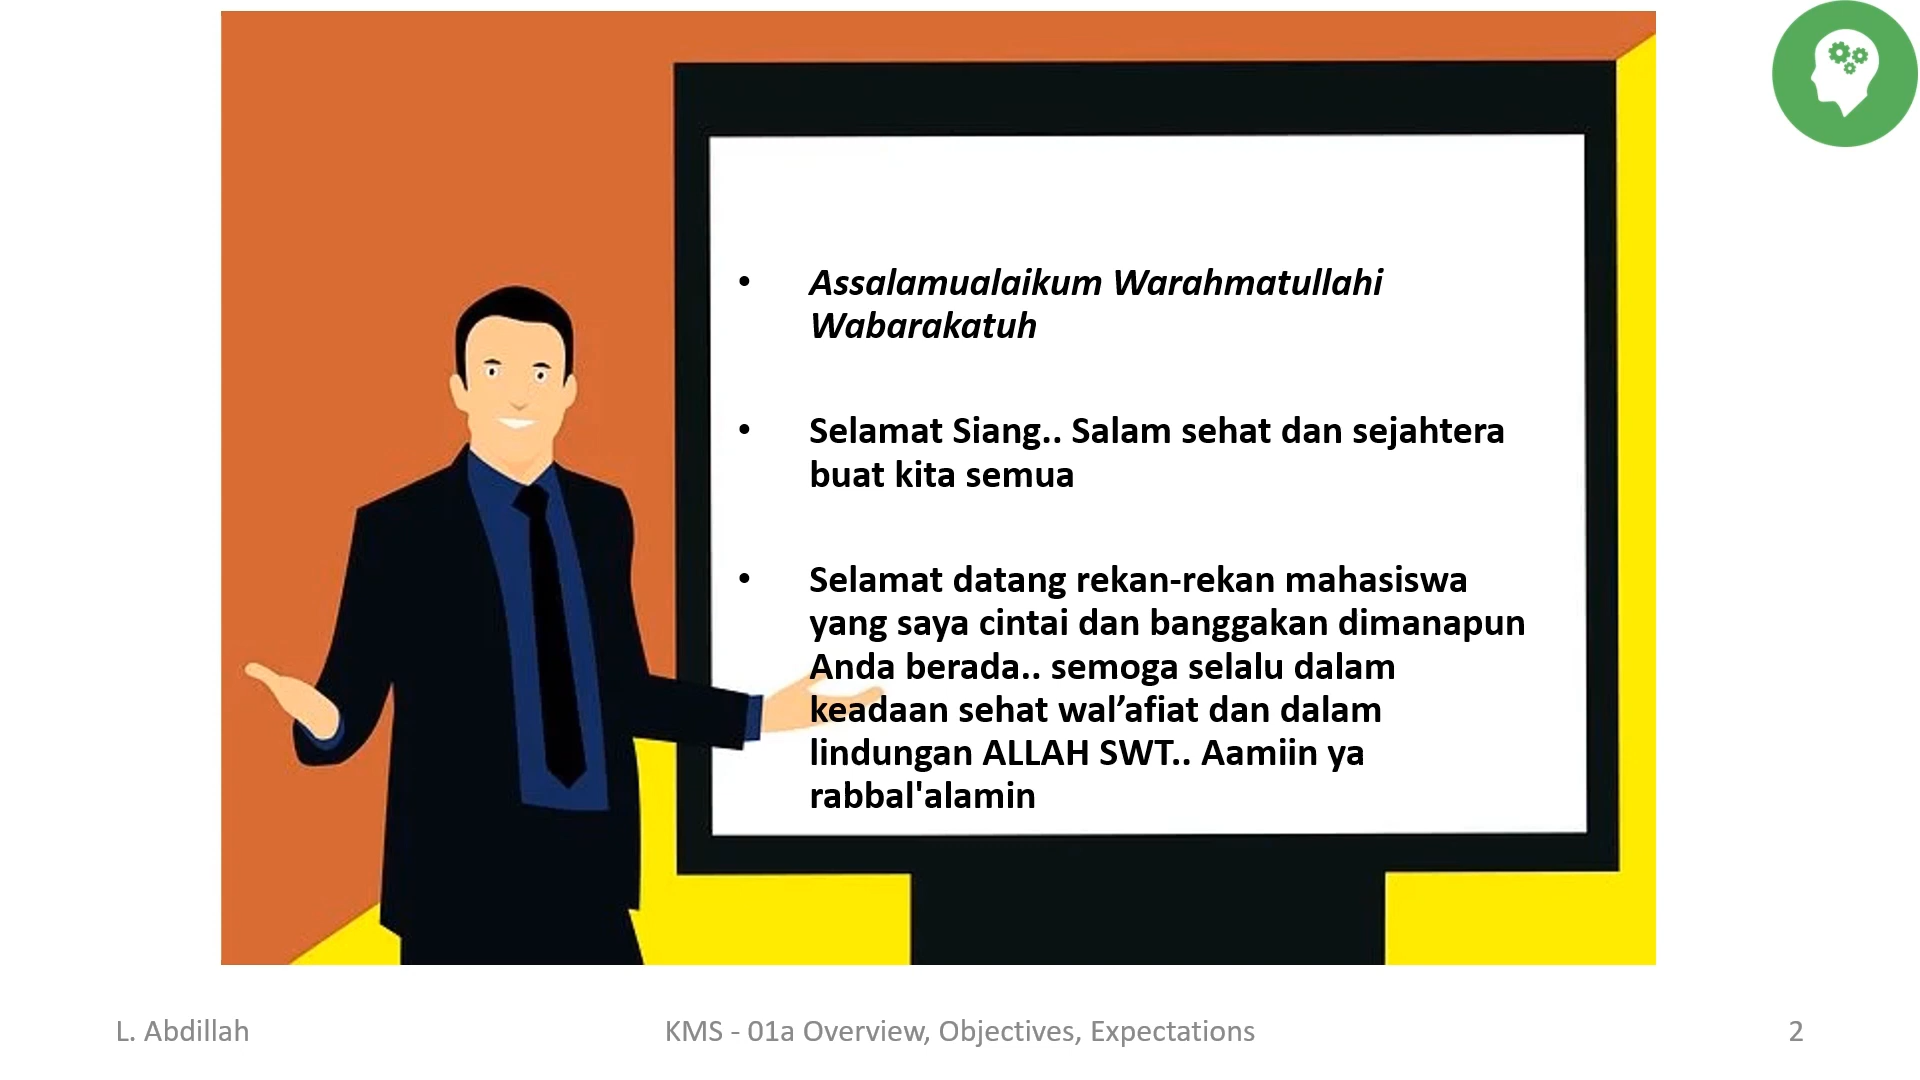 • Assalamualaikum Warahmatullahi
Wabarakatuh
• Selamat Siang.. Salam sehat dan sejahtera
buat kita semua
• Selamat datang rekan-rekan mahasiswa
yang saya cintai dan banggakan dimanapun
Anda berada.. semoga selalu dalam
keadaan sehat wal’afiat dan dalam
lindungan ALLAH SWT.. Aamiin ya
rabbal'alamin
L. Abdillah
KMS - 01a Overview, Objectives, Expectations
2